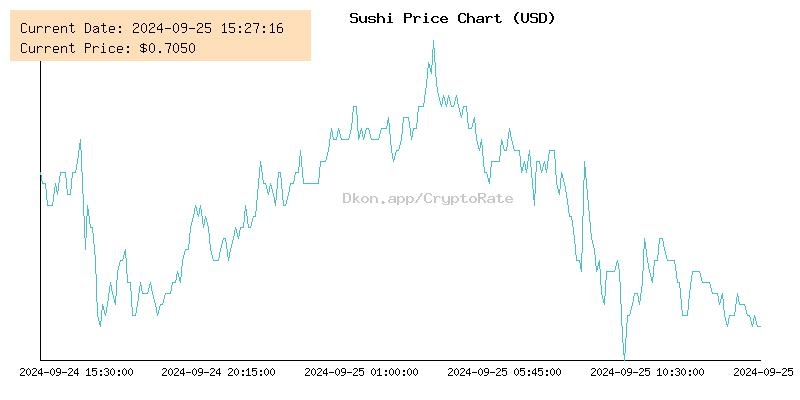 Sushi Price Chart (USD)
Current Date: 2024-09-25 15:27:16
Current Price: $0.7050
Dkon.app/CryptoRate
2024-09-24 15:30:00 2024-09-24 20:15:00 2024-09-25 01:00:00 2024-09-25 05:45:00 2024-09-25 10:30:00 2024-09-25